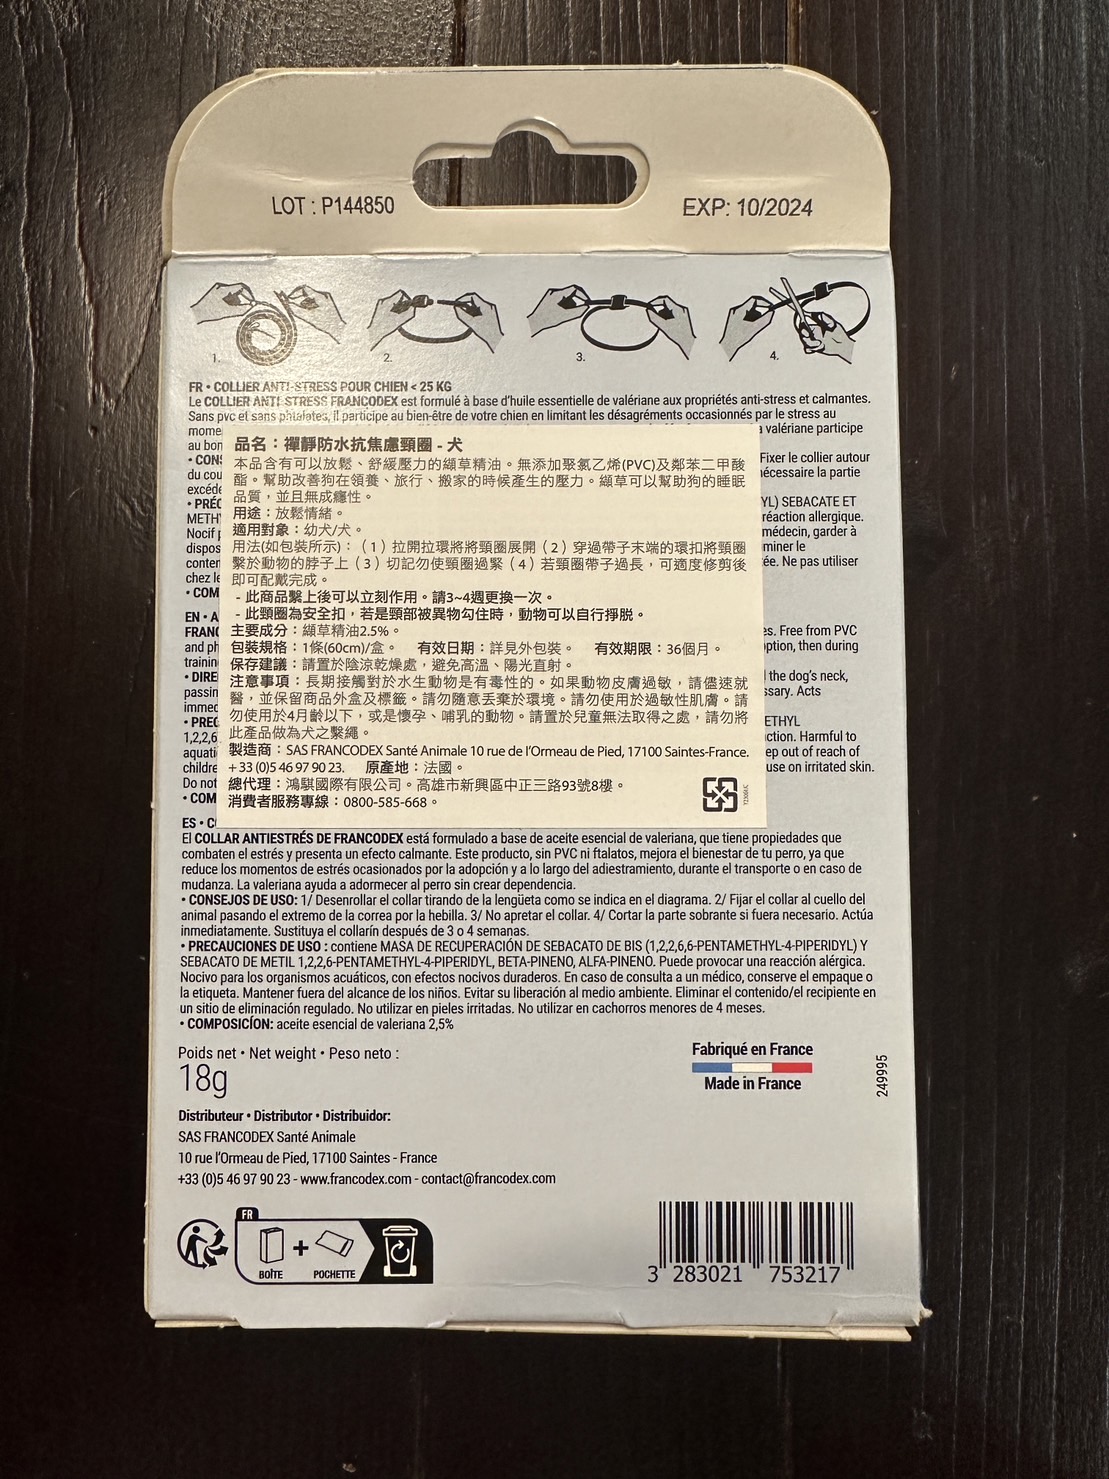 LOT : P144850
EXP: 10/2024
1.
2.
3.
4.
FR • COLLIER ANTI-STRESS POUR CHIEN < 25 KG
Le COLLIER ANTI STRESS FRANCODEX est formulé à base d'huile essentielle de valériane aux propriétés anti-stress et calmantes.
Sans pvc et sans phtalates, il participe au bien-être de votre chien en limitant les désagréments occasionnés par le stress au
mome
a valériane participe
au bon
• CONS
Fixer le collier autour
du cou
nécessaire la partie
excéde
• PRÉC
YL) SEBACATE ET
METHY
réaction allergique.
Nocif p
médecin, garder à
dispos
miner le
conten
ée. Ne pas utiliser
chez le
• COM
EN • A
FRANC
es. Free from PVC
and ph
ption, then during
trainin
• DIRE
the dog's neck,
passin
ssary. Acts
immed
• PREC
ETHYL
1,2,2,6
ction. Harmful to
aquati
ep out of reach of
childre
use on irritated skin.
Do not
• COM
品名：禪靜防水抗焦慮頸圈 - 犬
本品含有可以放鬆、舒緩壓力的纈草精油。無添加聚氯乙烯(PVC)及鄰苯二甲酸
酯。幫助改善狗在領養、旅行、搬家的時候產生的壓力。纈草可以幫助狗的睡眠
品質，並且無成癮性。
用途：放鬆情緒。
適用對象：幼犬/犬。
用法(如包裝所示)：（1）拉開拉環將將頸圈展開（2）穿過帶子末端的環扣將頸圈
繫於動物的脖子上（3）切記勿使頸圈過緊（4）若頸圈帶子過長，可適度修剪後
即可配戴完成。
- 此商品繫上後可以立刻作用。請3~4週更換一次。
- 此頸圈為安全扣，若是頸部被異物勾住時，動物可以自行掙脫。
主要成分：纈草精油2.5%。
包裝規格：1條(60cm)/盒。 有效日期：詳見外包裝。 有效期限：36個月。
保存建議：請置於陰涼乾燥處，避免高溫、陽光直射。
注意事項：長期接觸對於水生動物是有毒性的。如果動物皮膚過敏，請儘速就
醫，並保留商品外盒及標籤。請勿隨意丟棄於環境。請勿使用於過敏性肌膚。請
勿使用於4月齡以下，或是懷孕、哺乳的動物。請置於兒童無法取得之處，請勿將
此產品做為犬之繫繩。
製造商：SAS FRANCODEX Santé Animale 10 rue de l'Ormeau de Pied, 17100 Saintes-France.
+ 33 (0)5 46 97 90 23. 原產地：法國。
總代理：鴻騏國際有限公司。高雄市新興區中正三路93號8樓。
消費者服務專線：0800-585-668。
ES • C
El COLLAR ANTIESTRÉS DE FRANCODEX está formulado a base de aceite esencial de valeriana, que tiene propiedades que
combaten el estrés y presenta un efecto calmante. Este producto, sin PVC ni ftalatos, mejora el bienestar de tu perro, ya que
reduce los momentos de estrés ocasionados por la adopción y a lo largo del adiestramiento, durante el transporte o en caso de
mudanza. La valeriana ayuda a adormecer al perro sin crear dependencia.
• CONSEJOS DE USO: 1/ Desenrollar el collar tirando de la lengüeta como se indica en el diagrama. 2/ Fijar el collar al cuello del
animal pasando el extremo de la correa por la hebilla. 3/ No apretar el collar. 4/ Cortar la parte sobrante si fuera necesario. Actúa
inmediatamente. Sustituya el collarín después de 3 o 4 semanas.
• PRECAUCIONES DE USO : contiene MASA DE RECUPERACIÓN DE SEBACATO DE BIS (1,2,2,6,6-PENTAMETHYL-4-PIPERIDYL) Y
SEBACATO DE METIL 1,2,2,6-PENTAMETHYL-4-PIPERIDYL, BETA-PINENO, ALFA-PINENO. Puede provocar una reacción alérgica.
Nocivo para los organismos acuáticos, con efectos nocivos duraderos. En caso de consulta a un médico, conserve el empaque o
la etiqueta. Mantener fuera del alcance de los niños. Evitar su liberación al medio ambiente. Eliminar el contenido/el recipiente en
un sitio de eliminación regulado. No utilizar en pieles irritadas. No utilizar en cachorros menores de 4 meses.
• COMPOSICÍON: aceite esencial de valeriana 2,5%
Poids net • Net weight • Peso neto :
18g
Fabriqué en France
Made in France
249995
Distributeur • Distributor • Distribuidor:
SAS FRANCODEX Santé Animale
10 rue l'Ormeau de Pied, 17100 Saintes - France
+33 (0)5 46 97 90 23 - www.francodex.com - contact@francodex.com
FR
BOÎTE + POCHETTE
3 283021 753217